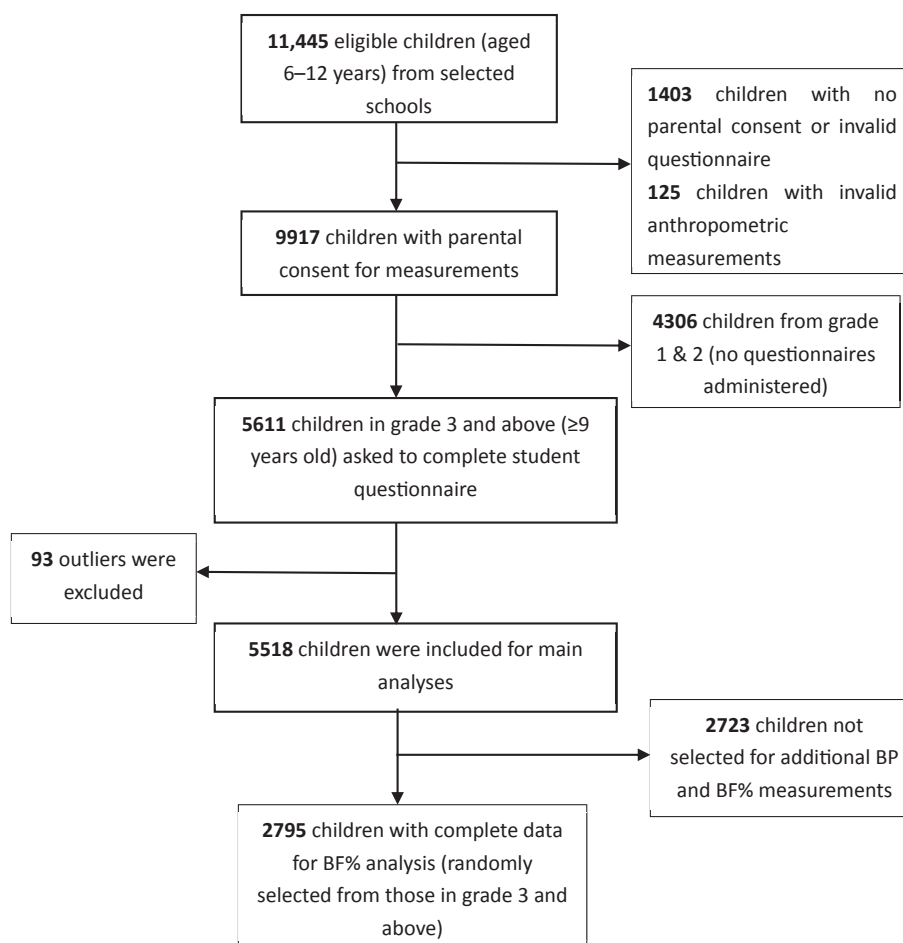 11,445 eligible children (aged
6–12 years) from selected
schools
1403 children with no
parental consent or invalid
questionnaire
125 children with invalid
anthropometric
measurements
9917 children with parental
consent for measurements
4306 children from grade
1 & 2 (no questionnaires
administered)
5611 children in grade 3 and above (≥9
years old) asked to complete student
questionnaire
93 outliers were
excluded
5518 children were included for main
analyses
2723 children not
selected for additional BP
and BF% measurements
2795 children with complete data
for BF% analysis (randomly
selected from those in grade 3 and
above)